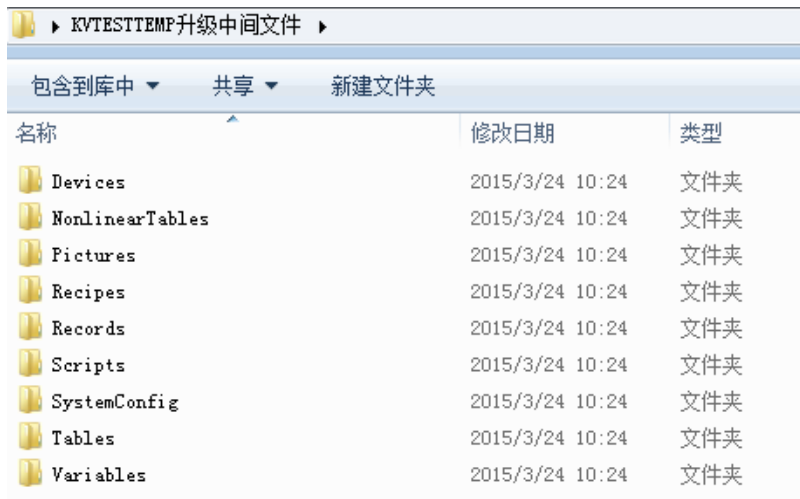 KVTESTTEMP升级中间文件
包含到库中 共享 新建文件夹
名称 修改日期 类型
Devices 2015/3/24 10:24 文件夹
NonlinearTables 2015/3/24 10:24 文件夹
Pictures 2015/3/24 10:24 文件夹
Recipes 2015/3/24 10:24 文件夹
Records 2015/3/24 10:24 文件夹
Scripts 2015/3/24 10:24 文件夹
SystemConfig 2015/3/24 10:24 文件夹
Tables 2015/3/24 10:24 文件夹
Variables 2015/3/24 10:24 文件夹